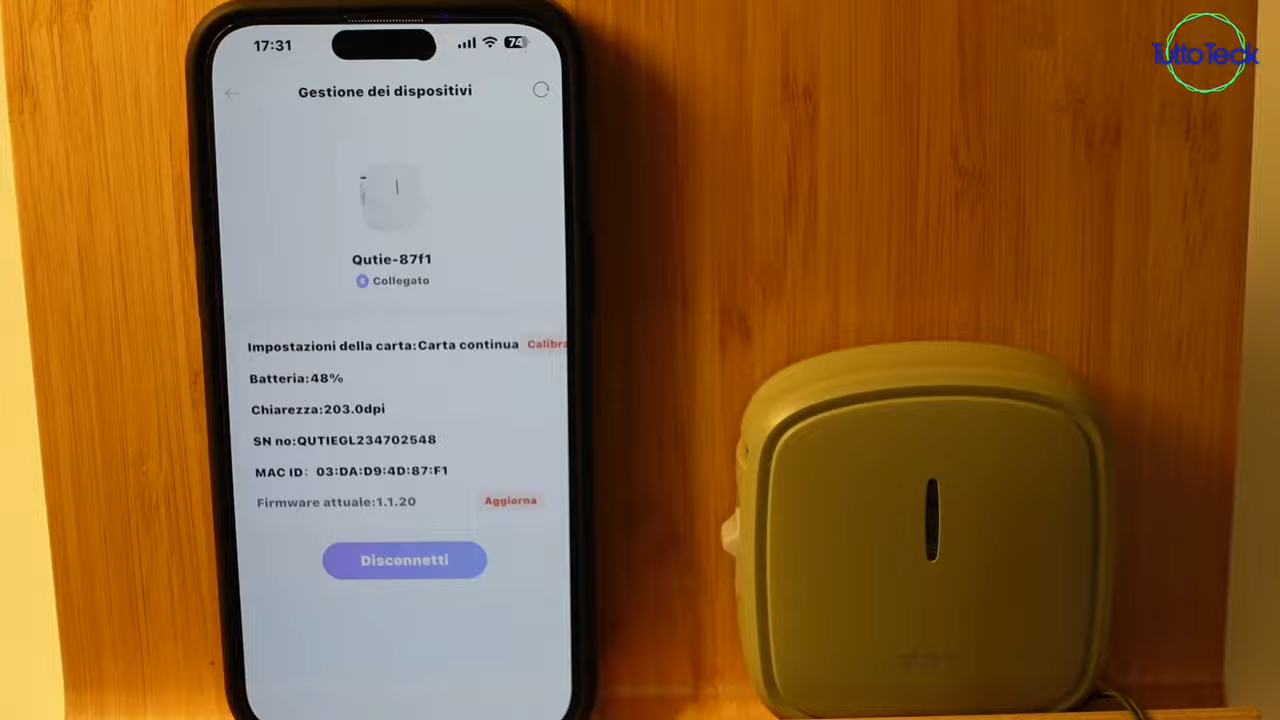 17:31
74
Gestione dei dispositivi
Qutie-87f1
Collegato
Impostazioni della carta:Carta continua
Calibra
Batteria:48%
Chiarezza:203.0dpi
SN no:QUTIEGL234702548
MAC ID: 03:DA:D9:4D:87:F1
Firmware attuale:1.1.20
Aggiorna
Disconnetti
TuttoTeck